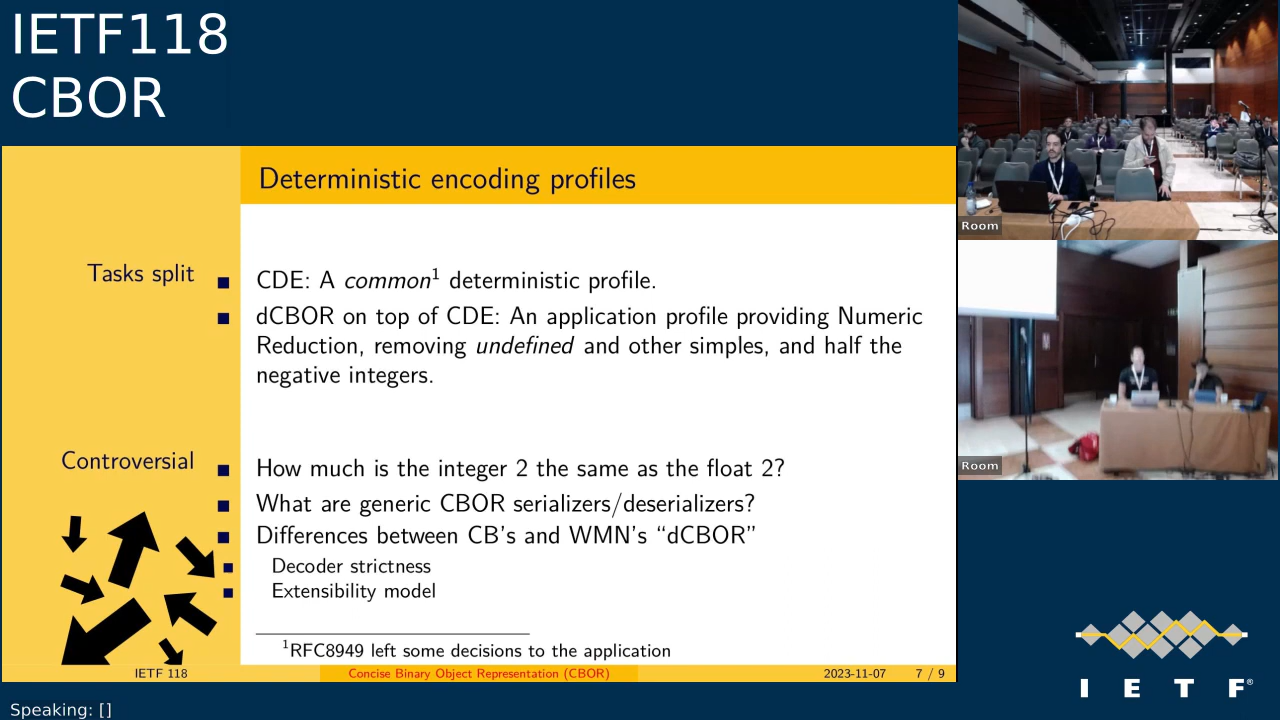 IETF118
CBOR
Deterministic encoding profiles
Tasks split
CDE: A common¹ deterministic profile.
dCBOR on top of CDE: An application profile providing Numeric
Reduction, removing undefined and other simples, and half the
negative integers.
Controversial
How much is the integer 2 the same as the float 2?
What are generic CBOR serializers/deserializers?
Differences between CB's and WMN's “dCBOR”
Decoder strictness
Extensibility model
¹RFC8949 left some decisions to the application
IETF 118 Concise Binary Object Representation (CBOR) 2023-11-07 7 / 9
Room
Room
I E T F®
Speaking: []